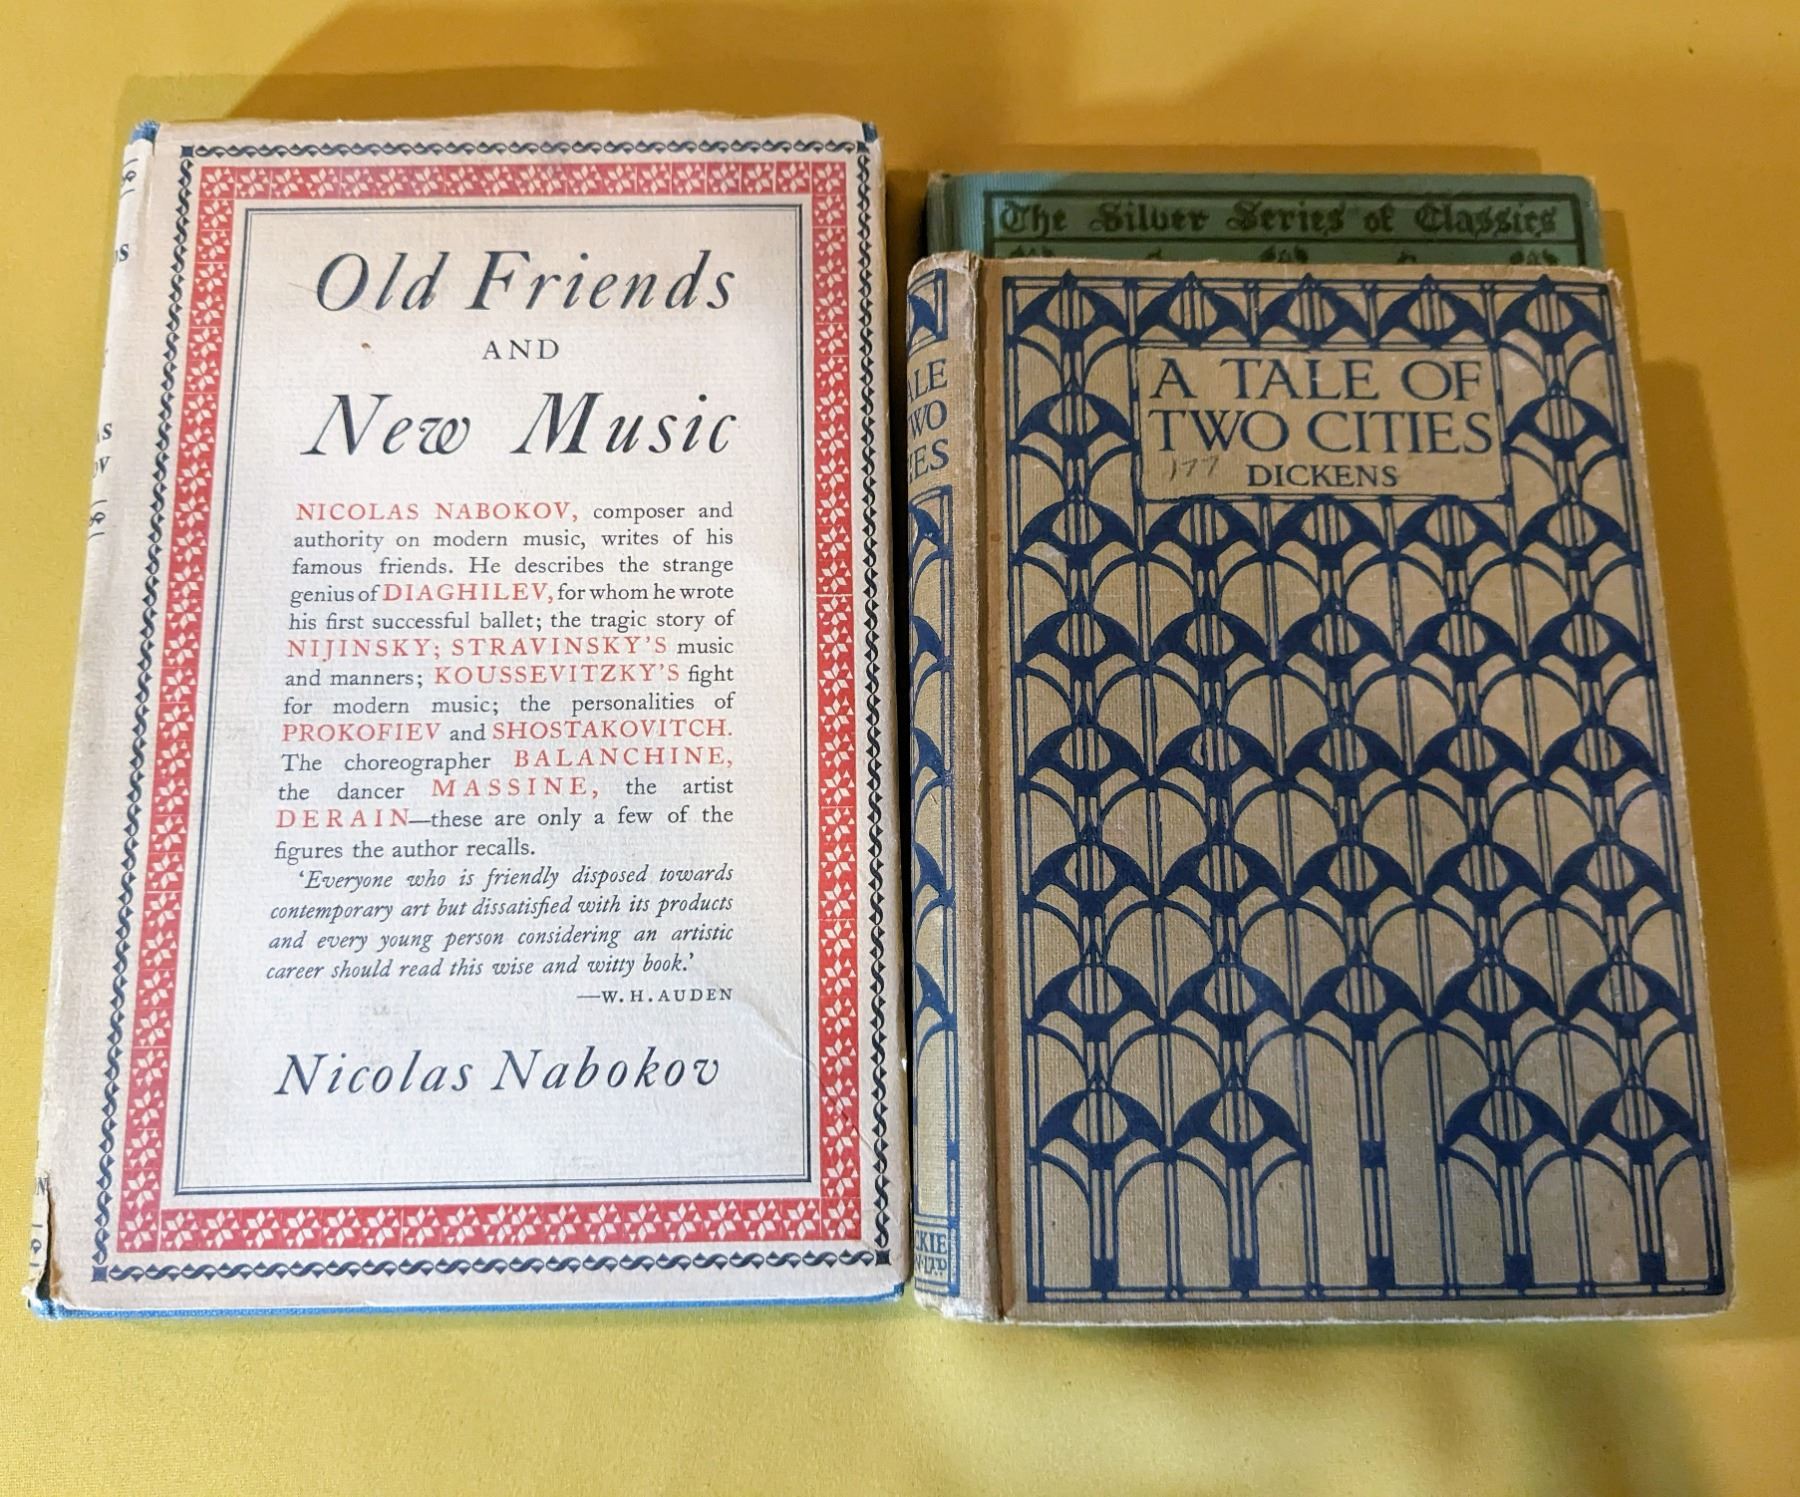 Old Friends
AND
New Music
NICOLAS NABOKOV, composer and
authority on modern music, writes of his
famous friends. He describes the strange
genius of DIAGHILEV, for whom he wrote
his first successful ballet; the tragic story of
NIJINSKY; STRAVINSKY'S music
and manners; KOUSSEVITZKY'S fight
for modern music; the personalities of
PROKOFIEV and SHOSTAKOVITCH.
The choreographer BALANCHINE,
the dancer MASSINE, the artist
DERAIN—these are only a few of the
figures the author recalls.
'Everyone who is friendly disposed towards
contemporary art but dissatisfied with its products
and every young person considering an artistic
career should read this wise and witty book.'
—W. H. AUDEN
Nicolas Nabokov
The Silver Series of Classics
A TALE OF
TWO CITIES
177
DICKENS